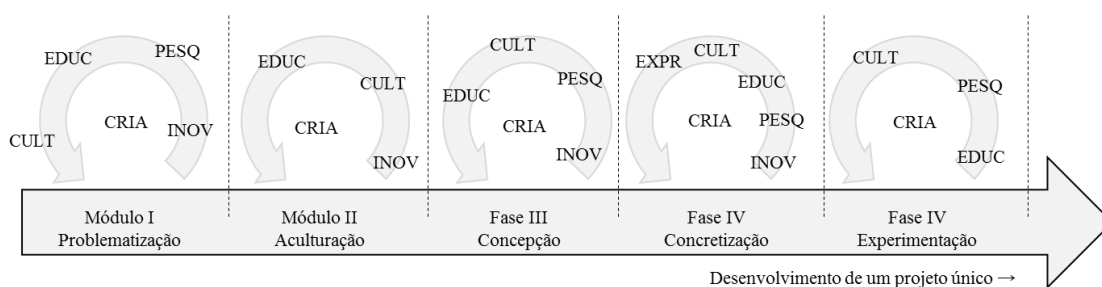 EDUC
PESQ
CRIA
CULT
INOV
EDUC
CULT
CRIA
INOV
CULT
EDUC
PESQ
CRIA
INOV
EXPR
CULT
EDUC
CRIA
PESQ
INOV
CULT
PESQ
CRIA
EDUC
Módulo I
Problematização
Módulo II
Aculturação
Fase III
Concepção
Fase IV
Concretização
Fase IV
Experimentação
Desenvolvimento de um projeto único →